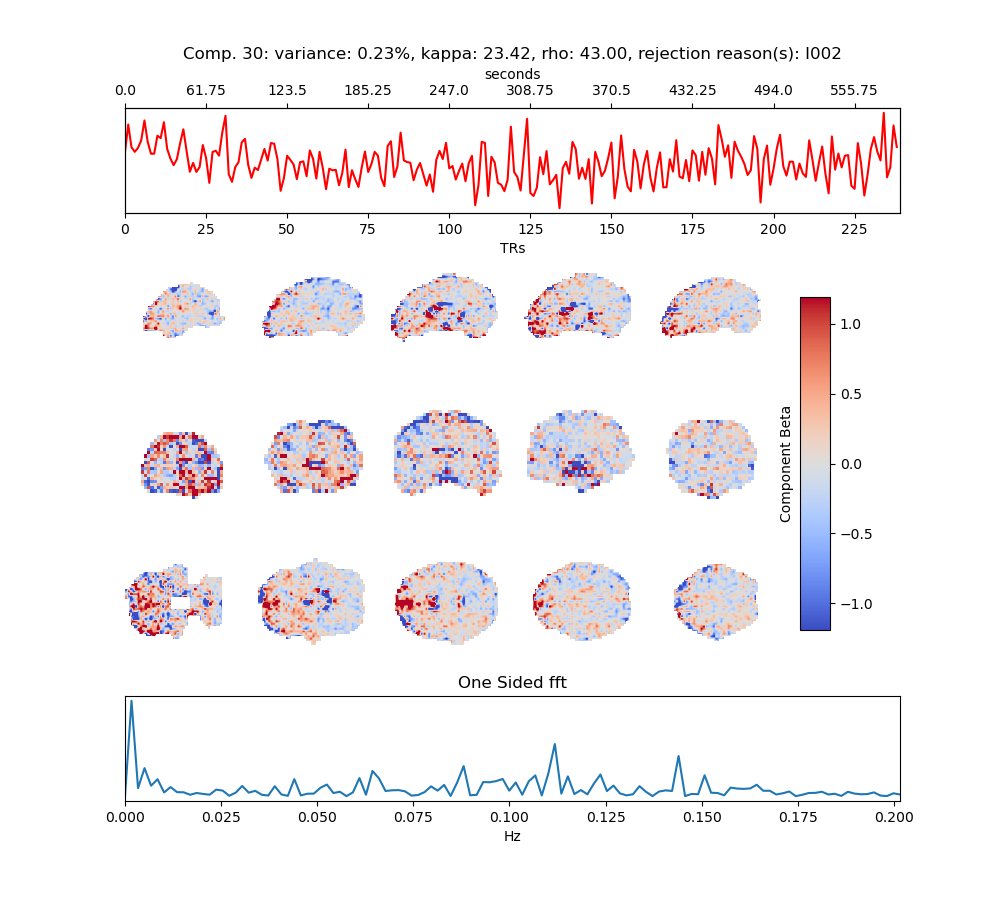 Comp. 30: variance: 0.23%, kappa: 23.42, rho: 43.00, rejection reason(s): I002
seconds
0.0 61.75 123.5 185.25 247.0 308.75 370.5 432.25 494.0 555.75
0 25 50 75 100 125 150 175 200 225
TRs
1.0
0.5
0.0
−0.5
−1.0
Component Beta
One Sided fft
0.000 0.025 0.050 0.075 0.100 0.125 0.150 0.175 0.200
Hz